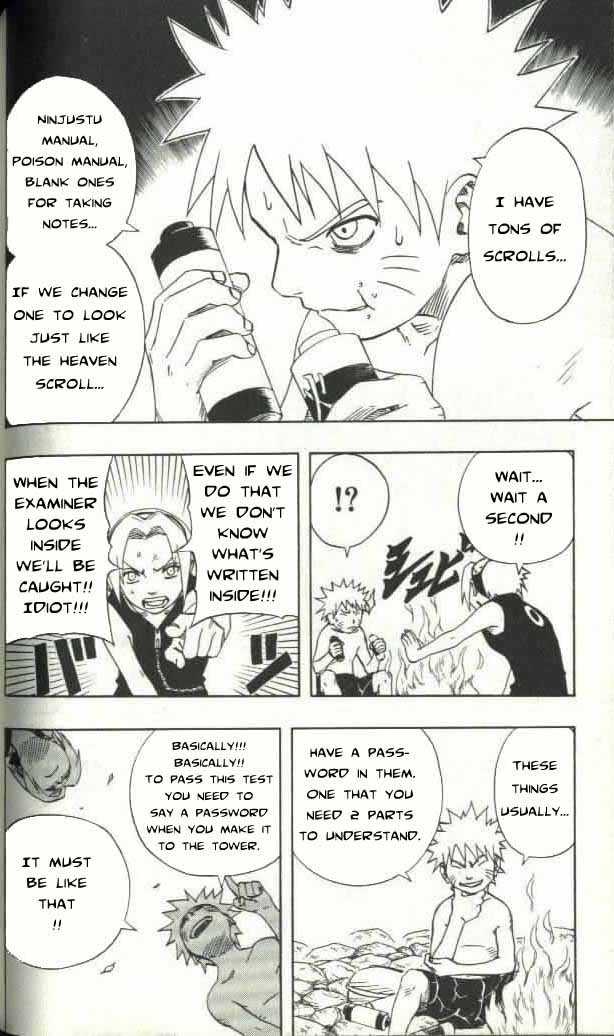 I HAVE
TONS OF
SCROLLS...
NINJUSTU
MANUAL,
POISON MANUAL,
BLANK ONES
FOR TAKING
NOTES...
IF WE CHANGE
ONE TO LOOK
JUST LIKE
THE HEAVEN
SCROLL...
WAIT...
WAIT A
SECOND
!!
!?
EVEN IF WE
DO THAT
WE DON'T
KNOW
WHAT'S
WRITTEN
INSIDE!!!
WHEN THE
EXAMINER
LOOKS
INSIDE
WE'LL BE
CAUGHT!!
IDIOT!!!
THESE
THINGS
USUALLY...
HAVE A PASS-
WORD IN THEM.
ONE THAT YOU
NEED 2 PARTS
TO UNDERSTAND.
BASICALLY!!!
BASICALLY!!
TO PASS THIS TEST
YOU NEED TO
SAY A PASSWORD
WHEN YOU MAKE IT
TO THE TOWER.
IT MUST
BE LIKE
THAT
!!